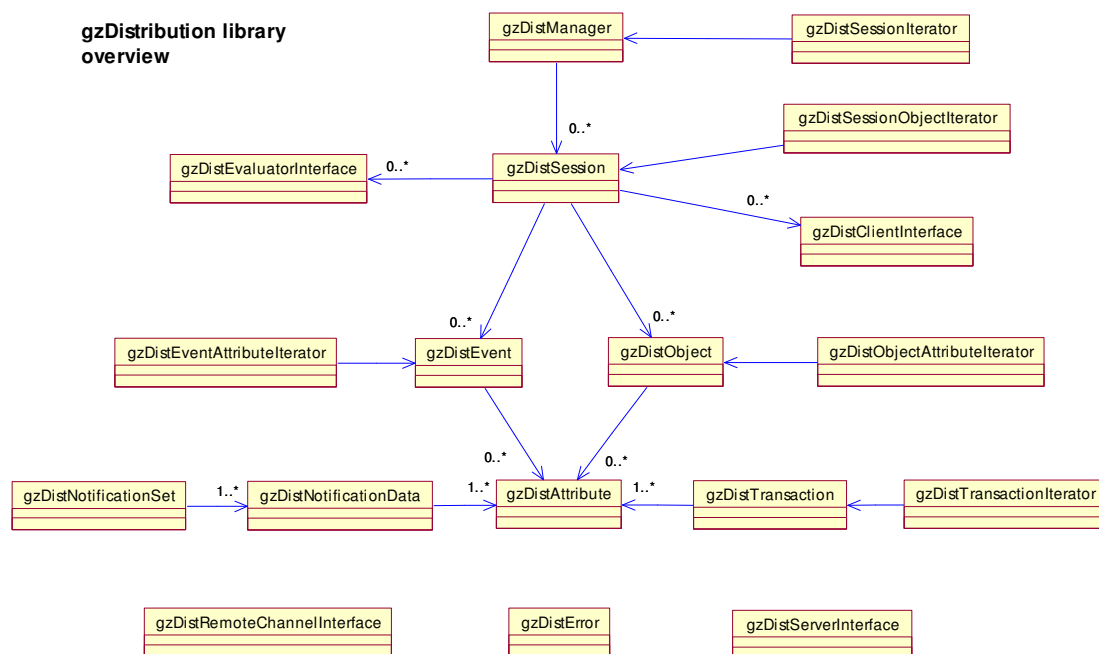 gzDistribution library
overview
gzDistManager
gzDistSessionIterator
0..*
gzDistSessionObjectIterator
gzDistEvaluatorInterface
0..*
gzDistSession
0..*
gzDistClientInterface
0..*
0..*
gzDistEventAttributeIterator
gzDistEvent
gzDistObject
gzDistObjectAttributeIterator
0..*
0..*
gzDistNotificationSet
1..*
gzDistNotificationData
1..*
gzDistAttribute
1..*
gzDistTransaction
gzDistTransactionIterator
gzDistRemoteChannelInterface
gzDistError
gzDistServerInterface